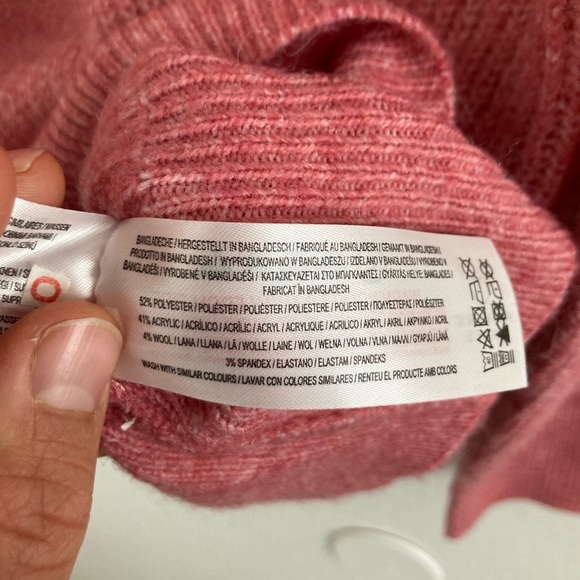 SIMILAIRES / WASSEN
BANGLADECHE / HERGESTELLT IN BANGLADESCH / FABRIQUÉ AU BANGLADESH / GEMAAKT IN BANGLADESH /
PRODOTTO IN BANGLADESH / WYPRODUKOWANO W BANGLADESZU / IZDELANO V BANGLADEŠU / VYROBENO V
BANGLADÉŠI / VYROBENÉ V BANGLADÉŠI / ΚΑΤΑΣΚΕΥΑΖΕΤΑΙ ΣΤΟ ΜΠΑΓΚΛΑΝΤΕΣ / GYÁRTÁS HELYE: BANGLADES /
FABRICAT ÎN BANGLADESH
52% POLYESTER / POLIÉSTER / POLIÉSTER / POLIESTERE / POLIESTER / ΠΟΛΥΕΣΤΕΡΑΣ / POLIÉSZTER
41% ACRYLIC / ACRÍLICO / ACRÍLIC / ACRYL / ACRYLIQUE / ACRILICO / AKRYL / AKRIL / ΑΚΡΥΛΙΚΟ / ACRIL
4% WOOL / LANA / LLANA / LÃ / WOLLE / LAINE / WOL / WEŁNA / VOLNA / VLNA / ΜΑΛΛΙ / GYAPJÚ / LÂNĂ
3% SPANDEX / ELASTANO / ELASTAM / SPANDEKS
WASH WITH SIMILAR COLOURS / LAVAR CON COLORES SIMILARES / RENTEU EL PRODUCTE AMB COLORS